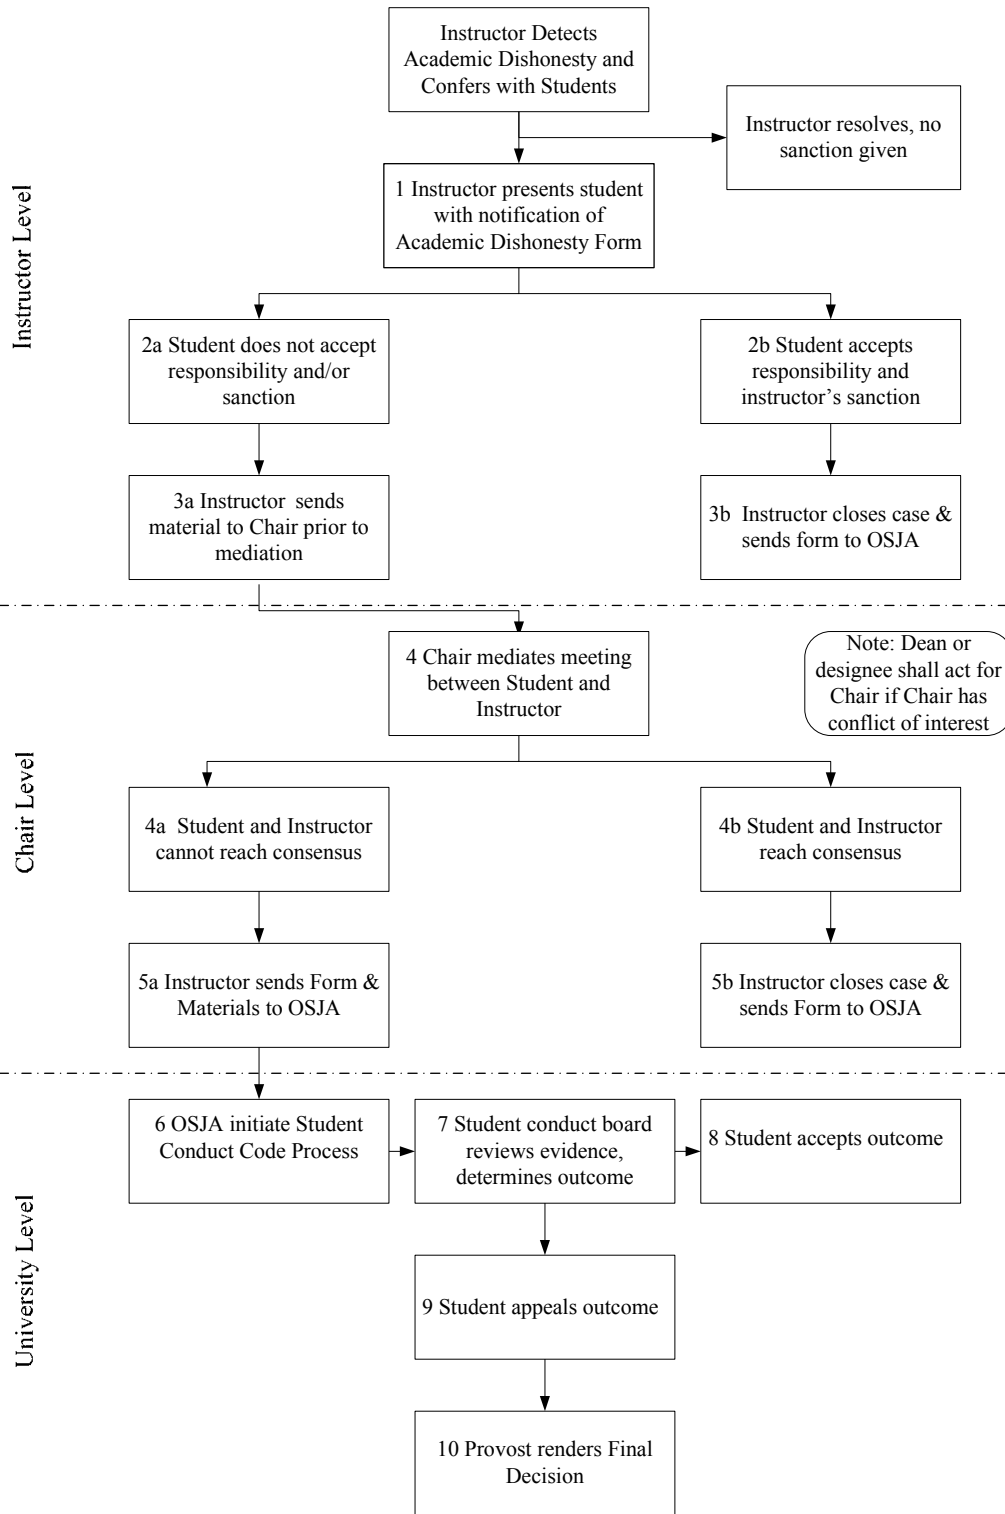 Instructor Detects
Academic Dishonesty and
Confers with Students
Instructor resolves, no
sanction given
1 Instructor presents student
with notification of
Academic Dishonesty Form
Instructor Level
2a Student does not accept
responsibility and/or
sanction
2b Student accepts
responsibility and
instructor’s sanction
3a Instructor sends
material to Chair prior to
mediation
3b Instructor closes case &
sends form to OSJA
4 Chair mediates meeting
between Student and
Instructor
Note: Dean or
designee shall act for
Chair if Chair has
conflict of interest
Chair Level
4a Student and Instructor
cannot reach consensus
4b Student and Instructor
reach consensus
5a Instructor sends Form &
Materials to OSJA
5b Instructor closes case &
sends Form to OSJA
6 OSJA initiate Student
Conduct Code Process
7 Student conduct board
reviews evidence,
determines outcome
8 Student accepts outcome
University Level
9 Student appeals outcome
10 Provost renders Final
Decision